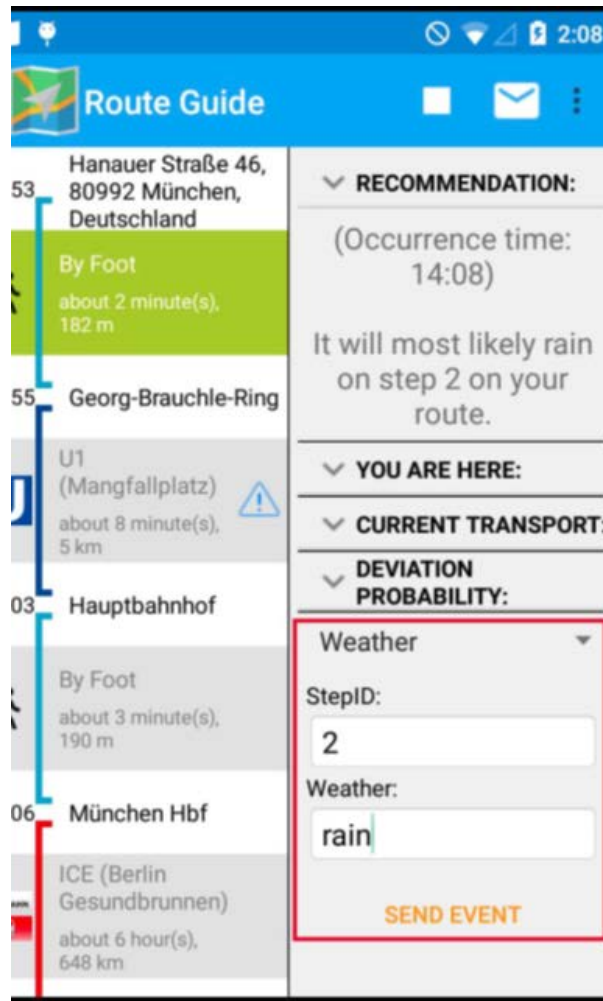 2:08
Route Guide
53
Hanauer Straße 46,
80992 München,
Deutschland
By Foot
about 2 minute(s),
182 m
55
Georg-Brauchle-Ring
U1
(Mangfallplatz)
about 8 minute(s),
5 km
03
Hauptbahnhof
By Foot
about 3 minute(s),
190 m
06
München Hbf
ICE (Berlin
Gesundbrunnen)
about 6 hour(s),
648 km
RECOMMENDATION:
(Occurrence time:
14:08)
It will most likely rain
on step 2 on your
route.
YOU ARE HERE:
CURRENT TRANSPORT:
DEVIATION
PROBABILITY:
Weather
StepID:
2
Weather:
rain
SEND EVENT